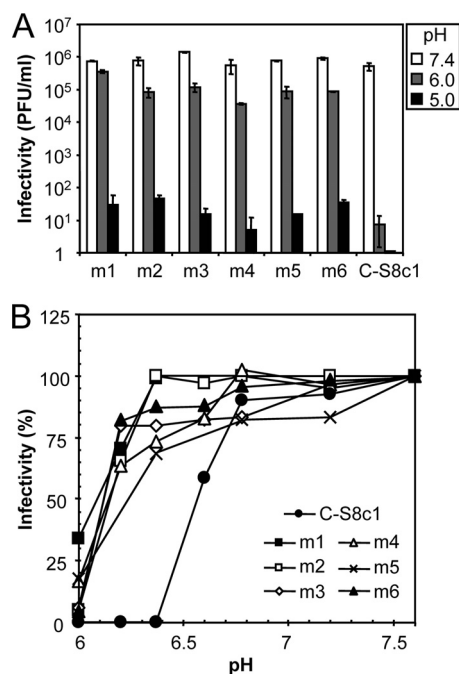 A
Infectivity (PFU/ml)
10^7
10^6
10^5
10^4
10^3
10^2
10^1
1
m1 m2 m3 m4 m5 m6 C-S8c1
pH
7.4
6.0
5.0
B
Infectivity (%)
125
100
75
50
25
0
C-S8c1
m1 m4
m2 m5
m3 m6
6 6.5 7 7.5
pH